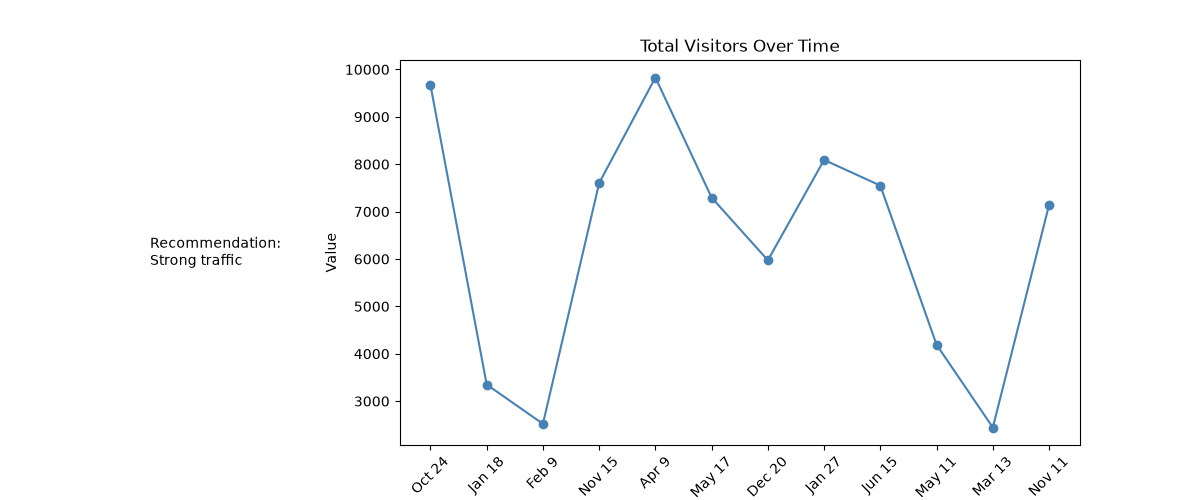 Total Visitors Over Time
Recommendation:
Strong traffic
Value
10000
9000
8000
7000
6000
5000
4000
3000
Oct 24
Jan 18
Feb 9
Nov 15
Apr 9
May 17
Dec 20
Jan 27
Jun 15
May 11
Mar 13
Nov 11